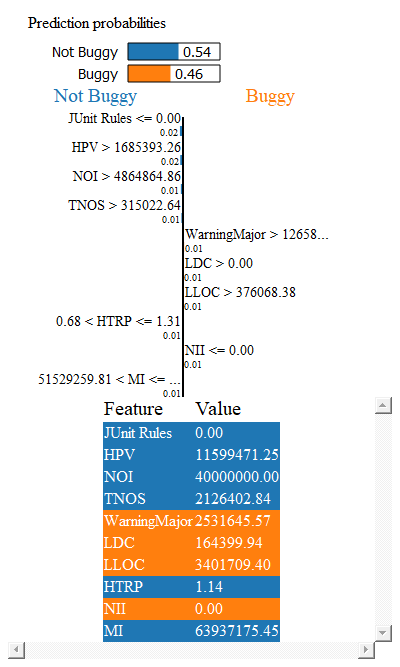 Prediction probabilities
Not Buggy 0.54
Buggy 0.46
Not Buggy Buggy
JUnit Rules <= 0.00
0.02
HPV > 1685393.26
0.02
NOI > 4864864.86
0.01
TNOS > 315022.64
0.01
WarningMajor > 12658...
0.01
LDC > 0.00
0.01
LLOC > 376068.38
0.01
0.68 < HTRP <= 1.31
0.01
NII <= 0.00
0.01
51529259.81 < MI <= ...
0.01
Feature Value
JUnit Rules 0.00
HPV 11599471.25
NOI 40000000.00
TNOS 2126402.84
WarningMajor 2531645.57
LDC 164399.94
LLOC 3401709.40
HTRP 1.14
NII 0.00
MI 63937175.45